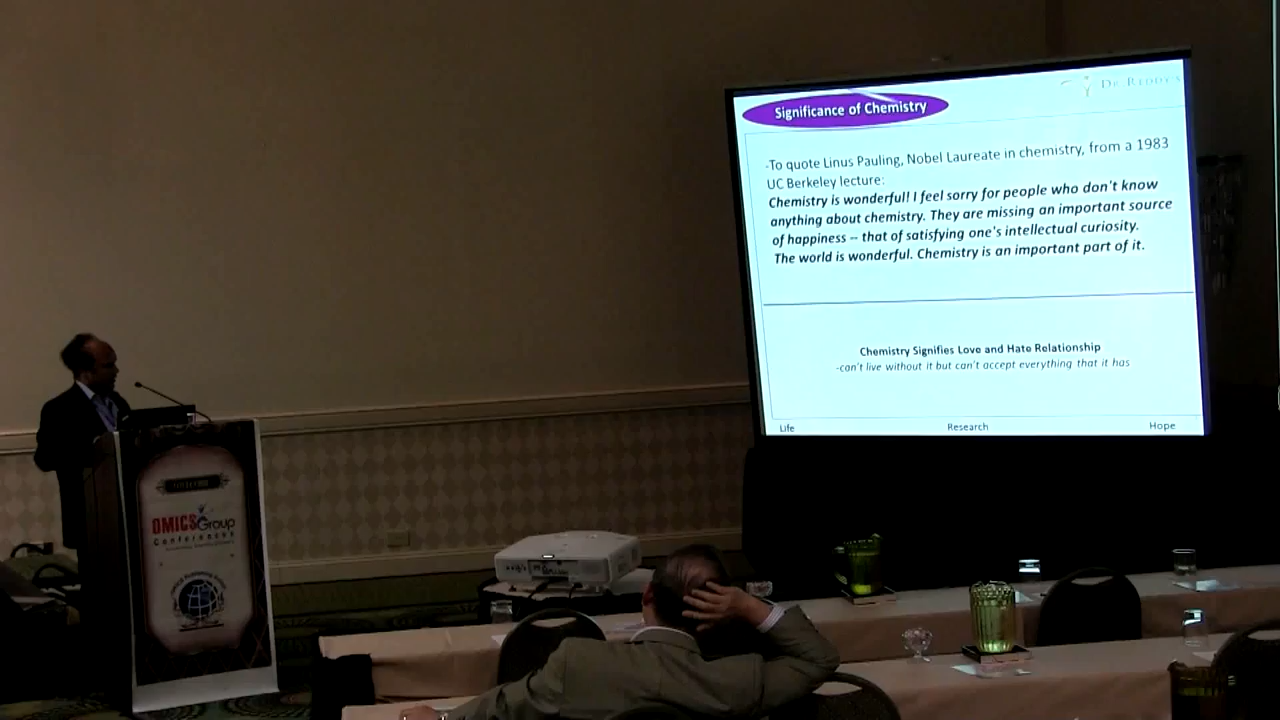 Dr. Reddy's
Significance of Chemistry
-To quote Linus Pauling, Nobel Laureate in chemistry, from a 1983
UC Berkeley lecture:
Chemistry is wonderful! I feel sorry for people who don't know
anything about chemistry. They are missing an important source
of happiness -- that of satisfying one's intellectual curiosity.
The world is wonderful. Chemistry is an important part of it.
Chemistry Signifies Love and Hate Relationship
-can't live without it but can't accept everything that it has
Life Research Hope
OMICS Group
Conferences